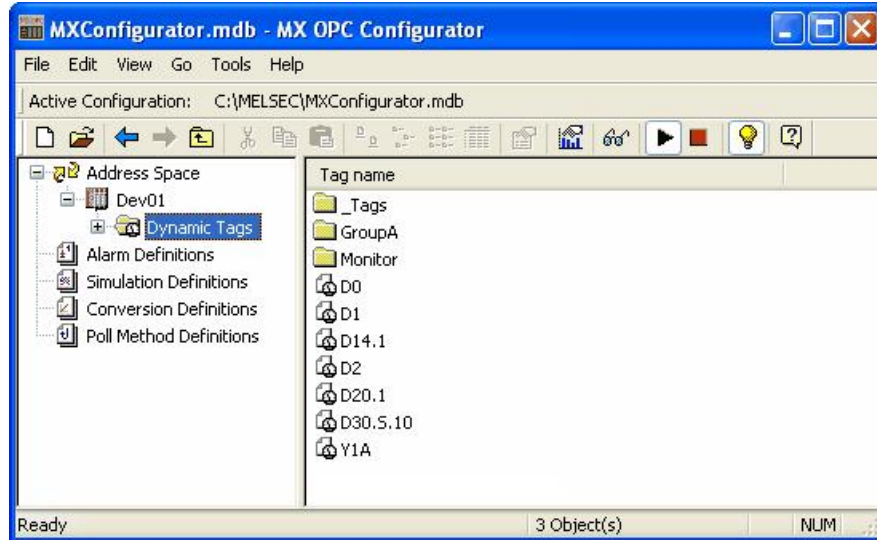 MXConfigurator.mdb - MX OPC Configurator
File Edit View Go Tools Help
Active Configuration: C:\MELSEC\MXConfigurator.mdb
Address Space
Dev01
Dynamic Tags
Alarm Definitions
Simulation Definitions
Conversion Definitions
Poll Method Definitions
Tag name
_Tags
GroupA
Monitor
D0
D1
D14.1
D2
D20.1
D30.S.10
Y1A
Ready 3 Object(s) NUM